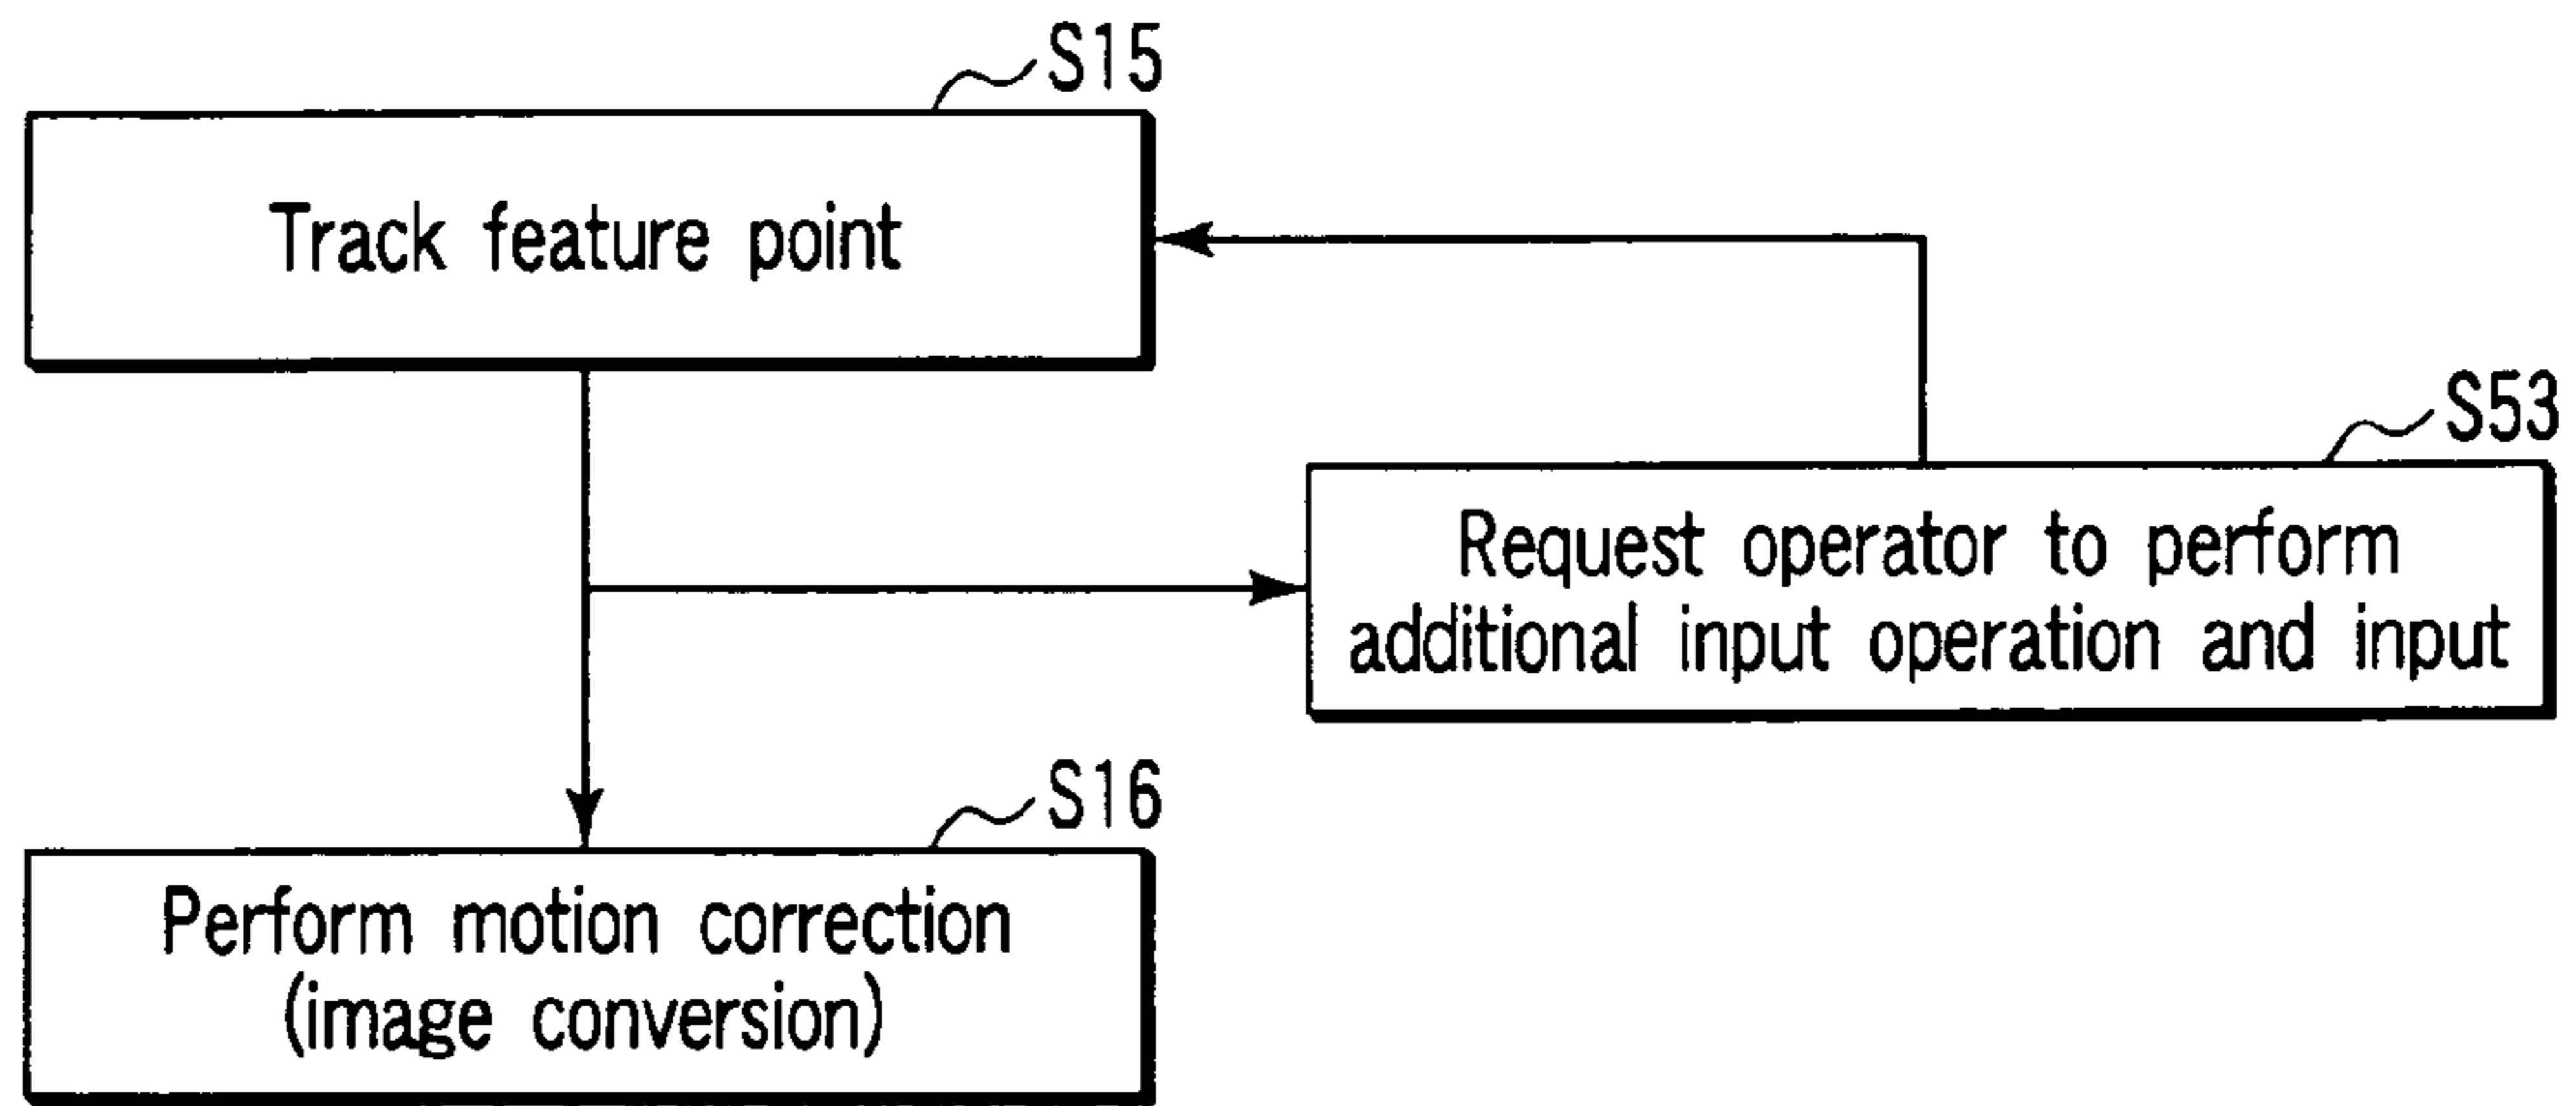 S15
Track feature point
S53
Request operator to perform
additional input operation and input
S16
Perform motion correction
(image conversion)